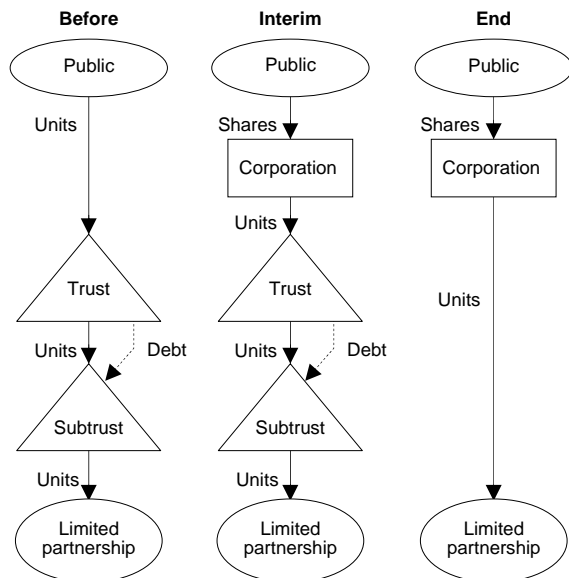 Before
Interim
End
Public
Public
Public
Units
Shares
Shares
Corporation
Corporation
Units
Trust
Trust
Units
Units
Debt
Units
Debt
Subtrust
Subtrust
Units
Units
Limited
partnership
Limited
partnership
Limited
partnership